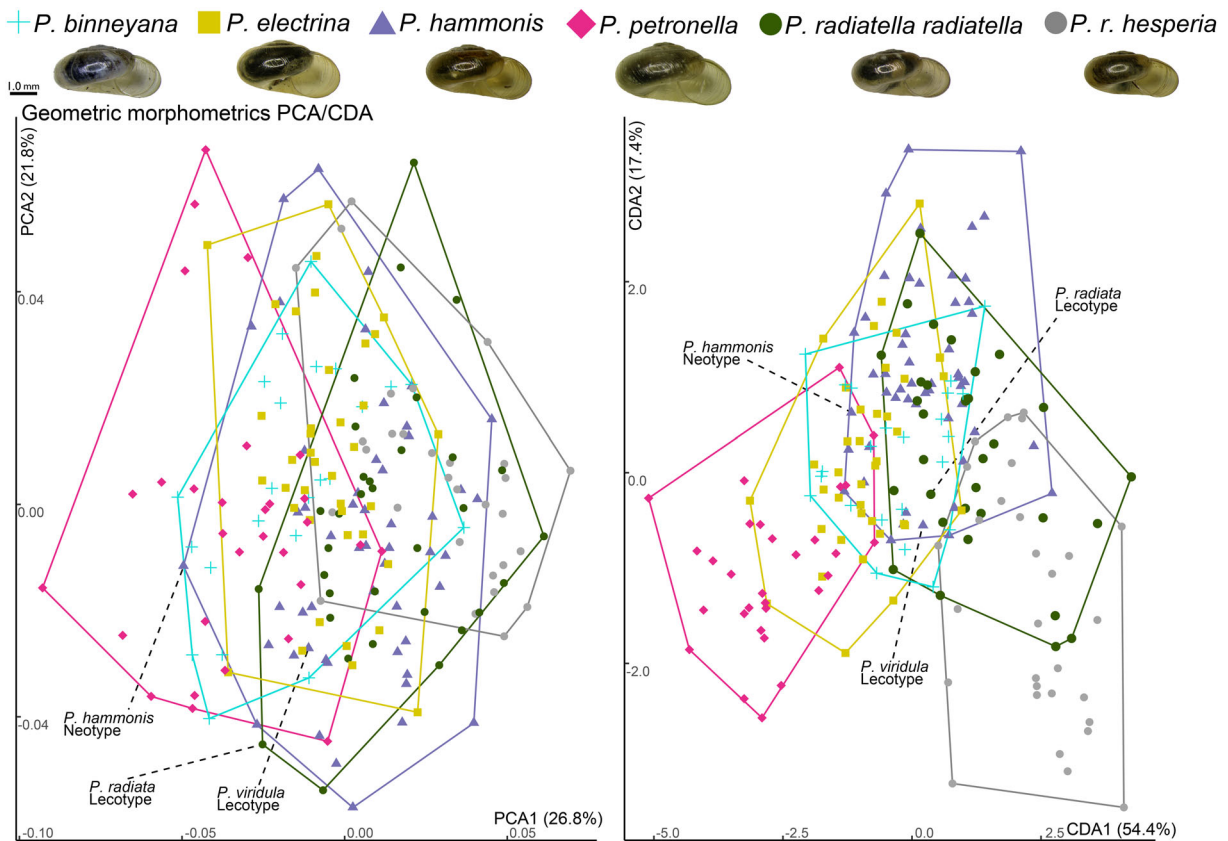 P. binneyana P. electrina P. hammonis P. petronella P. radiatella radiatella P. r. hesperia
1.0 mm
Geometric morphometrics PCA/CDA
PCA2 (21.8%)
0.04
0.00
-0.04
P. hammonis
Neotype
P. radiata
Lecotype
P. viridula
Lecotype
PCA1 (26.8%)
-0.10 -0.05 0.00 0.05
CDA2 (17.4%)
2.0
0.0
-2.0
P. radiata
Lecotype
P. hammonis
Neotype
P. viridula
Lecotype
-5.0 -2.5 0.0 2.5
CDA1 (54.4%)